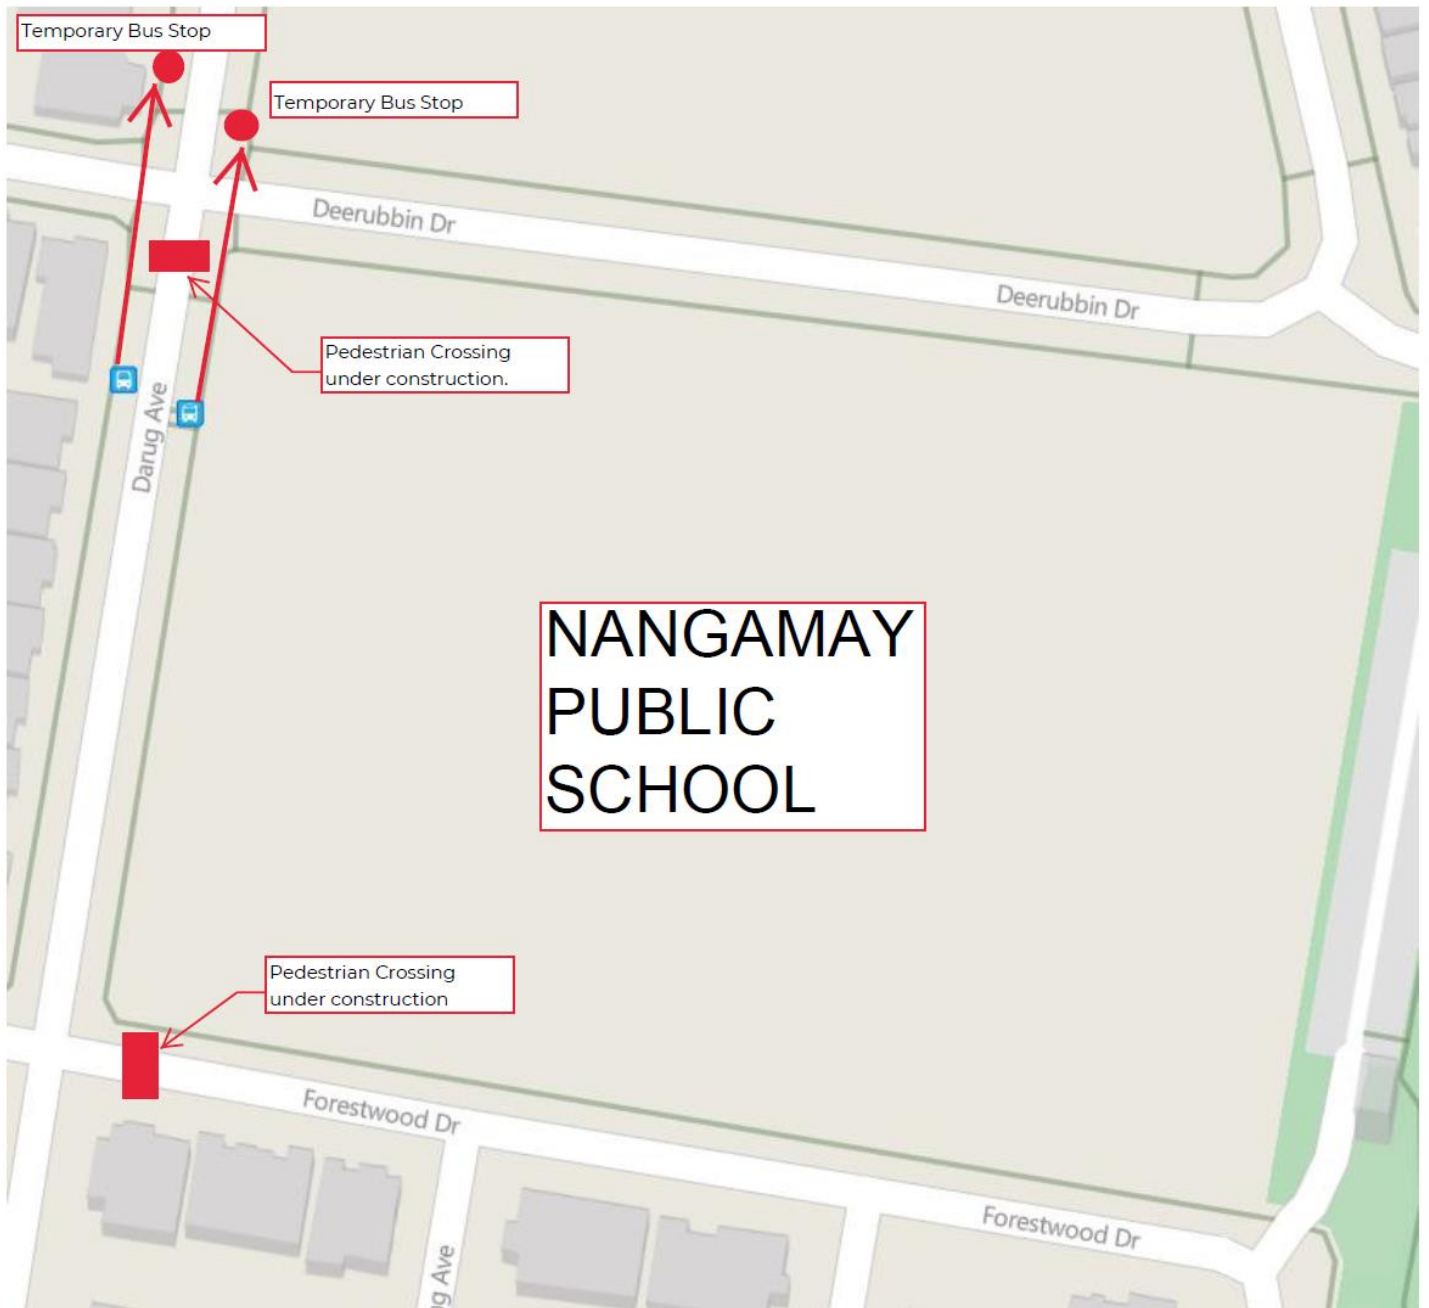 Temporary Bus Stop
Temporary Bus Stop
Deerubbin Dr
Deerubbin Dr
Pedestrian Crossing
under construction.
Darug Ave
NANGAMAY
PUBLIC
SCHOOL
Pedestrian Crossing
under construction
Forestwood Dr
Forestwood Dr
Ave